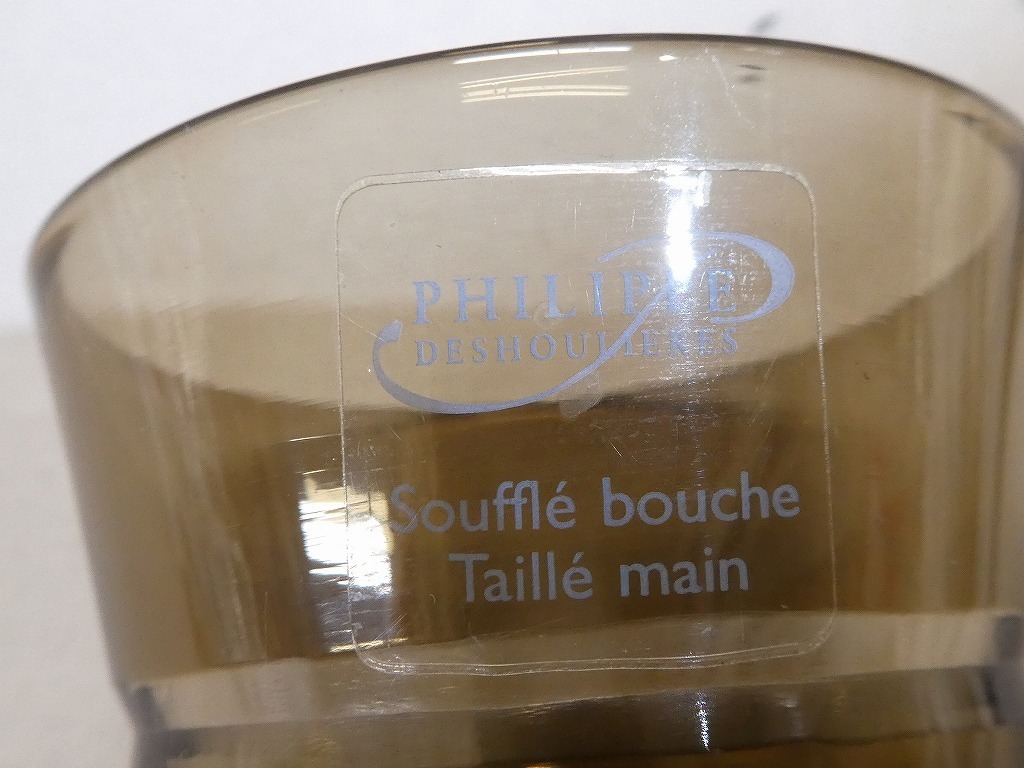 PHILIPPE
DESHOULIERES
Soufflé bouche
Taillé main